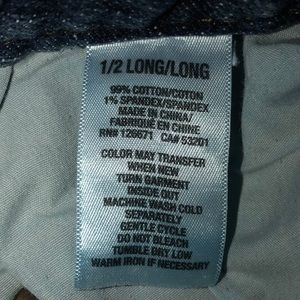 1/2 LONG/LONG
99% COTTON/COTON
1% SPANDEX/SPANDEX
MADE IN CHINA/
FABRIQUÉ EN CHINE
RN# 126671 CA# 53201
COLOR MAY TRANSFER
WHEN NEW
TURN GARMENT
INSIDE OUT
MACHINE WASH COLD
SEPARATELY
GENTLE CYCLE
DO NOT BLEACH
TUMBLE DRY LOW
WARM IRON IF NECESSARY